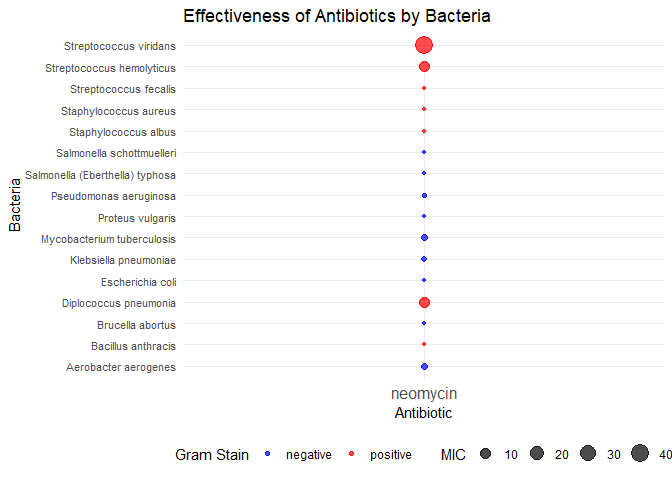 Effectiveness of Antibiotics by Bacteria
Streptococcus viridans
Streptococcus hemolyticus
Streptococcus fecalis
Staphylococcus aureus
Staphylococcus albus
Salmonella schottmuelleri
Salmonella (Eberthella) typhosa
Pseudomonas aeruginosa
Proteus vulgaris
Mycobacterium tuberculosis
Klebsiella pneumoniae
Escherichia coli
Diplococcus pneumonia
Brucella abortus
Bacillus anthracis
Aerobacter aerogenes
Bacteria
neomycin
Antibiotic
Gram Stain negative positive MIC 10 20 30 40